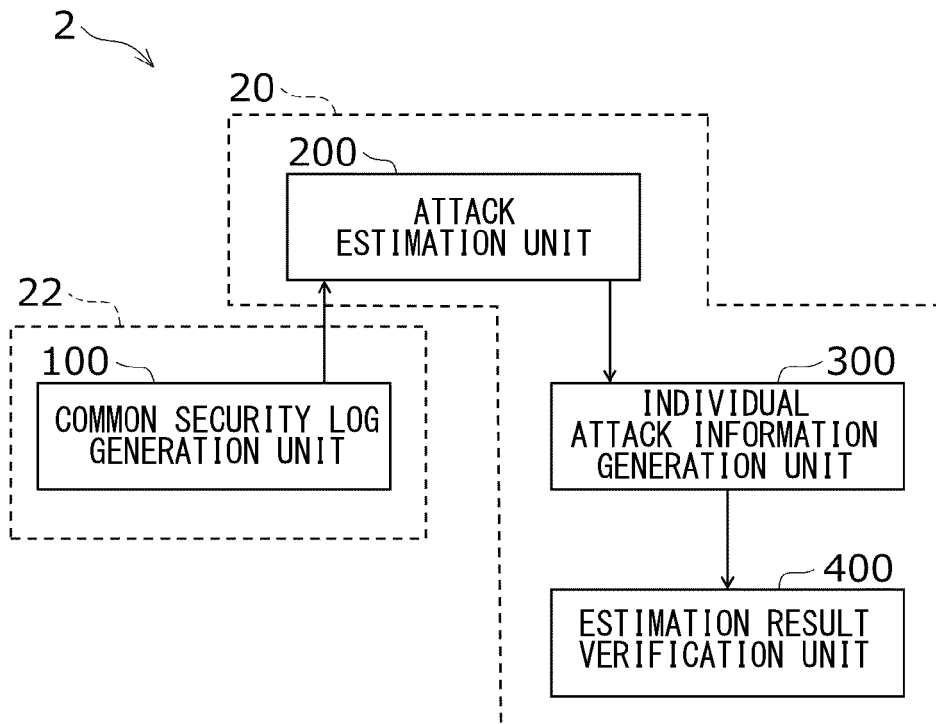 2
20
200
ATTACK
ESTIMATION UNIT
22
100
COMMON SECURITY LOG
GENERATION UNIT
300
INDIVIDUAL
ATTACK INFORMATION
GENERATION UNIT
400
ESTIMATION RESULT
VERIFICATION UNIT